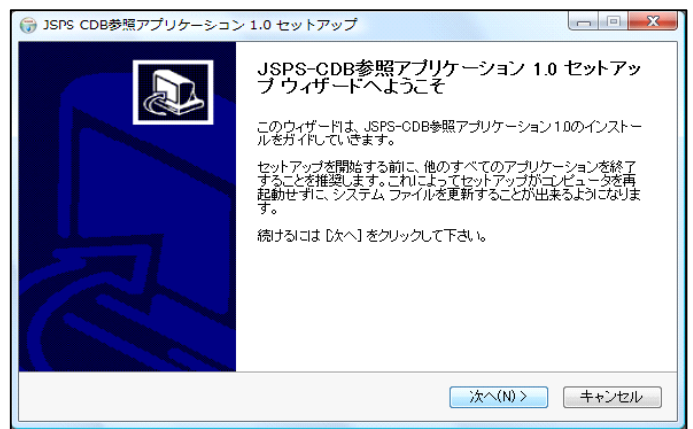 JSPS CDB参照アプリケーション 1.0 セットアップ
JSPS-CDB参照アプリケーション 1.0 セットアッ
プ ウィザードへようこそ
このウィザードは、JSPS-CDB参照アプリケーション1.0のインストー
ルをガイドしていきます。
セットアップを開始する前に、他のすべてのアプリケーションを終了
することを推奨します。これによってセットアップがコンピュータを再
起動せずに、システム ファイルを更新することが出来るようになりま
す。
続けるには [次へ] をクリックして下さい。
次へ(N) >
キャンセル